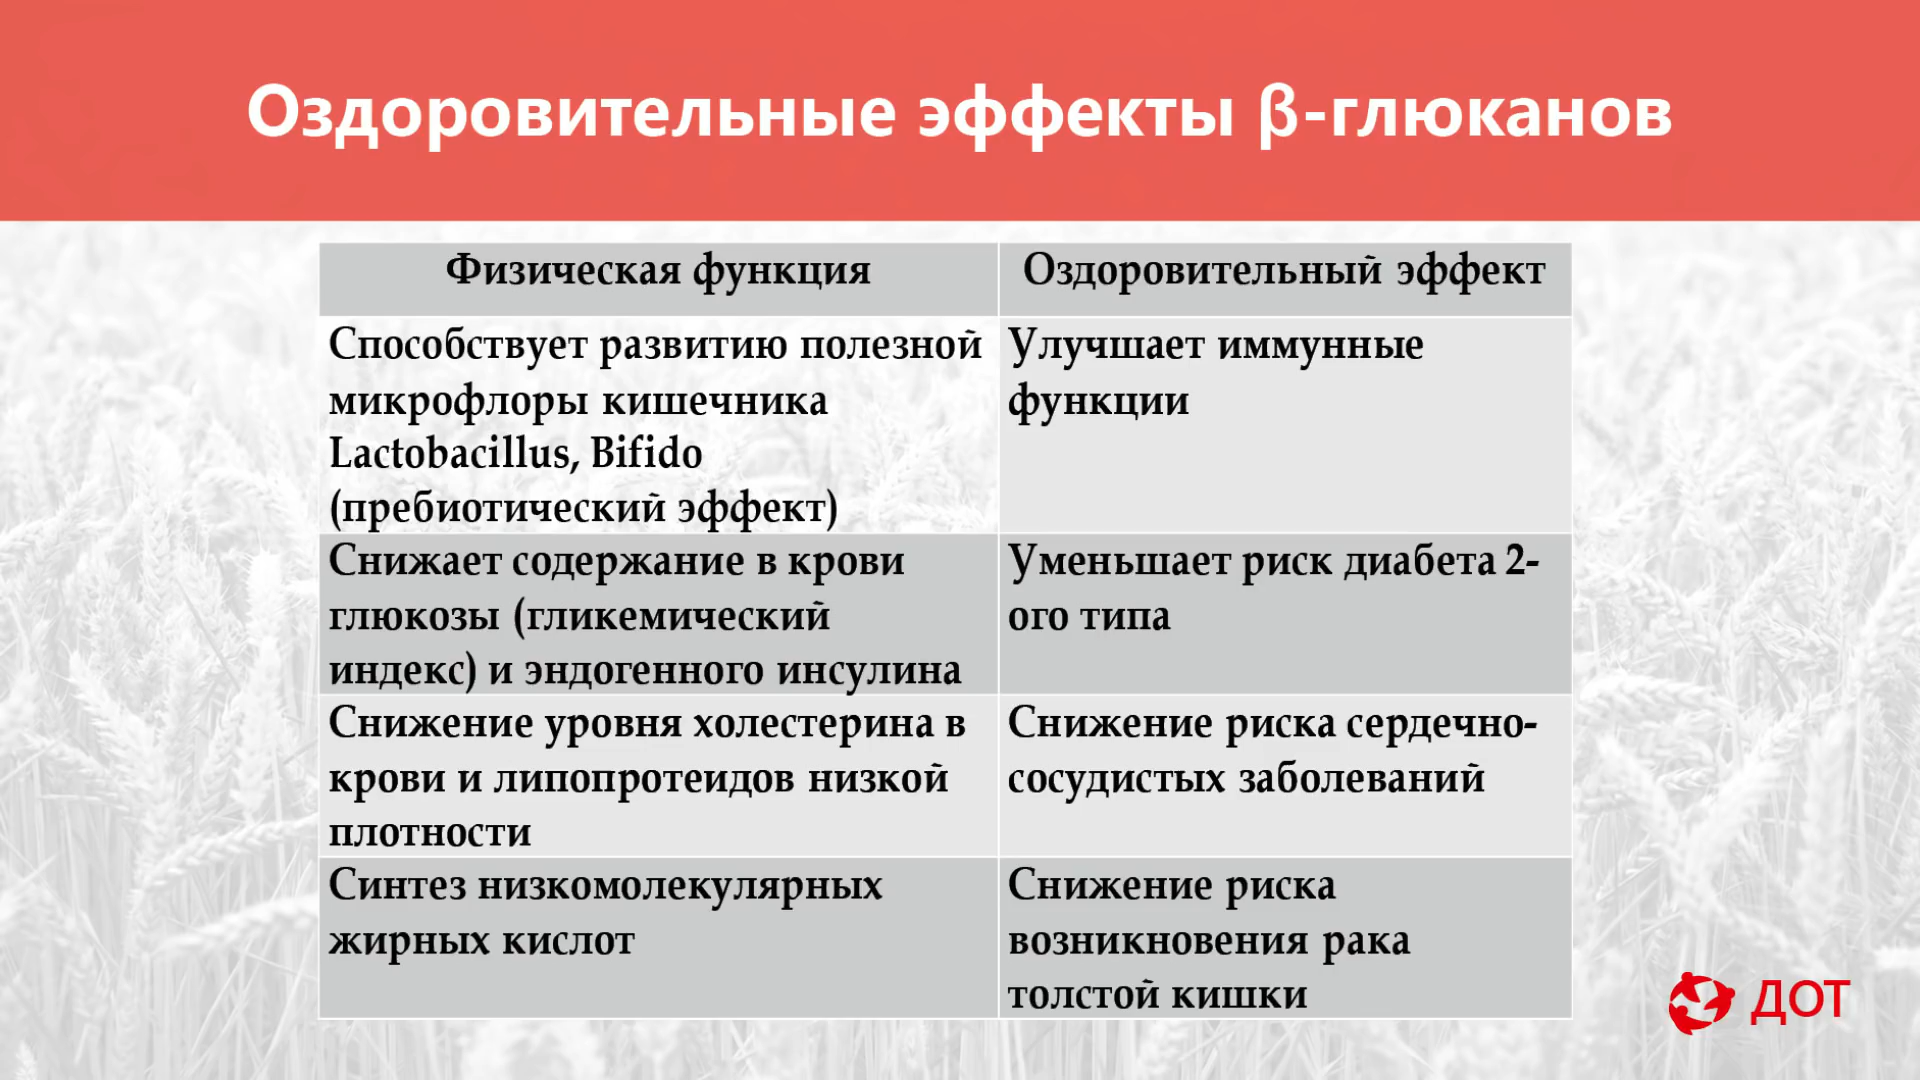 Оздоровительные эффекты β-глюканов
Физическая функция
Оздоровительный эффект
Способствует развитию полезной
микрофлоры кишечника
Lactobacillus, Bifido
(пребиотический эффект)
Улучшает иммунные
функции
Снижает содержание в крови
глюкозы (гликемический
индекс) и эндогенного инсулина
Уменьшает риск диабета 2-
ого типа
Снижение уровня холестерина в
крови и липопротеидов низкой
плотности
Снижение риска сердечно-
сосудистых заболеваний
Синтез низкомолекулярных
жирных кислот
Снижение риска
возникновения рака
толстой кишки
ДОТ